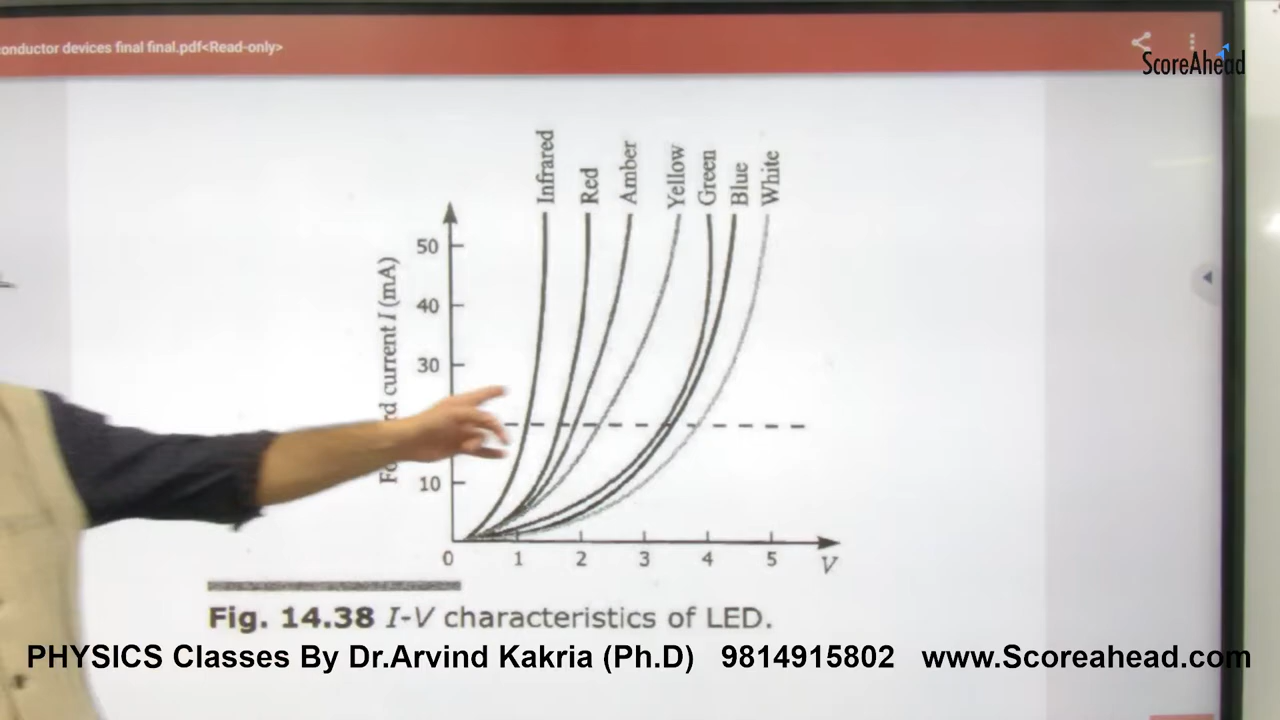 onductor devices final final.pdf<Read-only>
ScoreAhead
Infrared
Red
Amber
Yellow
Green
Blue
White
50
40
30
10
current I (mA)
0 1 2 3 4 5
V
Fig. 14.38 I-V characteristics of LED.
PHYSICS Classes By Dr.Arvind Kakria (Ph.D) 9814915802 www.Scoreahead.com